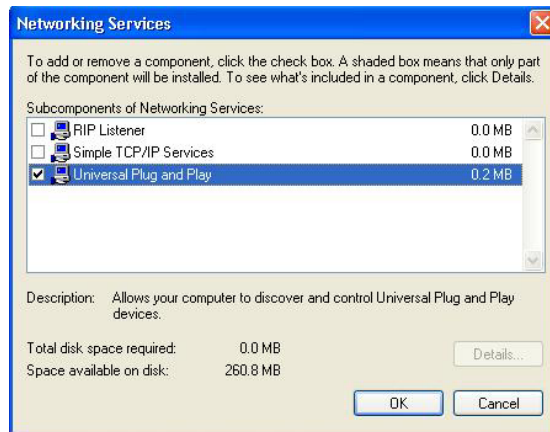 Networking Services
To add or remove a component, click the check box. A shaded box means that only part
of the component will be installed. To see what's included in a component, click Details.
Subcomponents of Networking Services:
RIP Listener 0.0 MB
Simple TCP/IP Services 0.0 MB
Universal Plug and Play 0.2 MB
Description: Allows your computer to discover and control Universal Plug and Play
devices.
Total disk space required: 0.0 MB
Details...
Space available on disk: 260.8 MB
OK Cancel